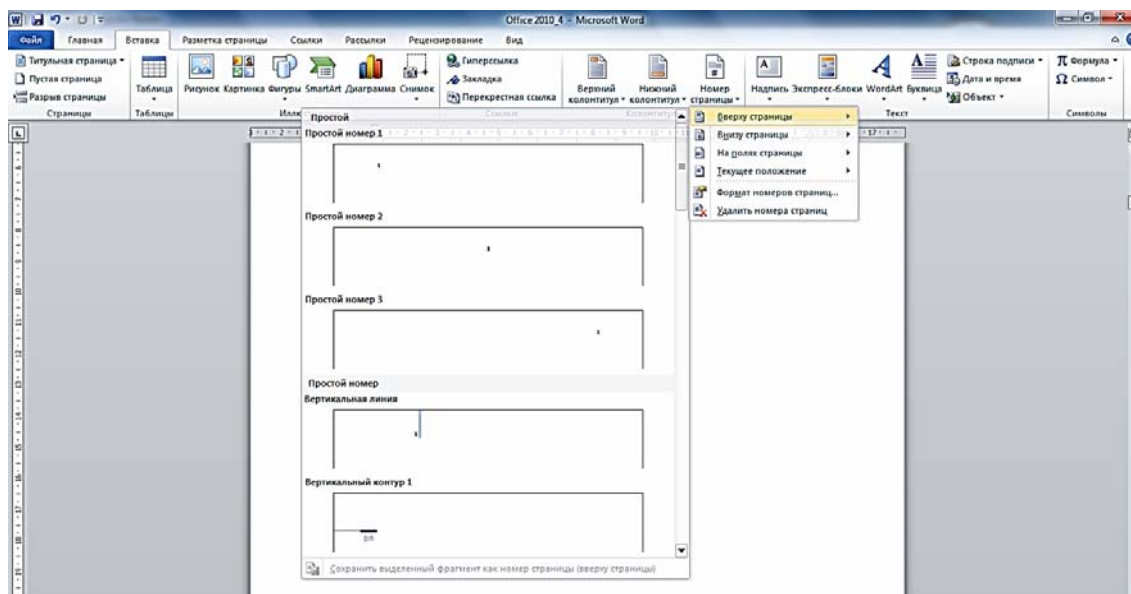 Office 2010_4 - Microsoft Word
Файл Главная Вставка Разметка страницы Ссылки Рассылки Рецензирование Вид
Титульная страница
Пустая страница
Разрыв страницы
Страницы
Таблица
Таблицы
Рисунок Картинка Фигуры SmartArt Диаграмма Снимок
Илл
Гиперссылка
Закладка
Перекрестная ссылка
Ссылки
Верхний колонтитул
Нижний колонтитул
Номер страницы
Колонтитулы
Надпись Экспресс-блоки WordArt Буквица
Строка подписи
Дата и время
Объект
Текст
π Формула
Ω Символ
Символы
Вверху страницы
Внизу страницы
На полях страницы
Текущее положение
Формат номеров страниц...
Удалить номера страниц
Простой
Простой номер 1
Простой номер 2
Простой номер 3
Простой номер
Вертикальная линия
Вертикальный контур 1
Сохранить выделенный фрагмент как номер страницы (вверху страницы)